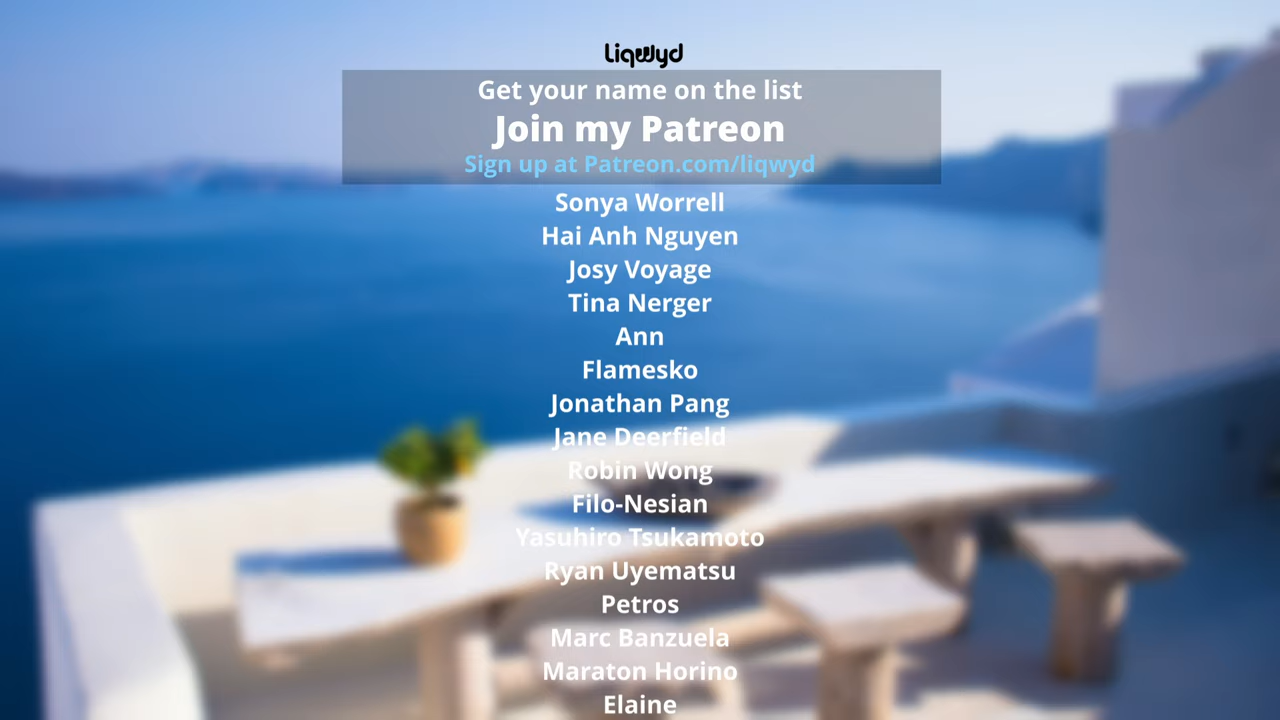 Liqwyd
Get your name on the list
Join my Patreon
Sign up at Patreon.com/liqwyd
Sonya Worrell
Hai Anh Nguyen
Josy Voyage
Tina Nerger
Ann
Flamesko
Jonathan Pang
Jane Deerfield
Robin Wong
Filo-Nesian
Yasuhiro Tsukamoto
Ryan Uyematsu
Petros
Marc Banzuela
Maraton Horino
Elaine